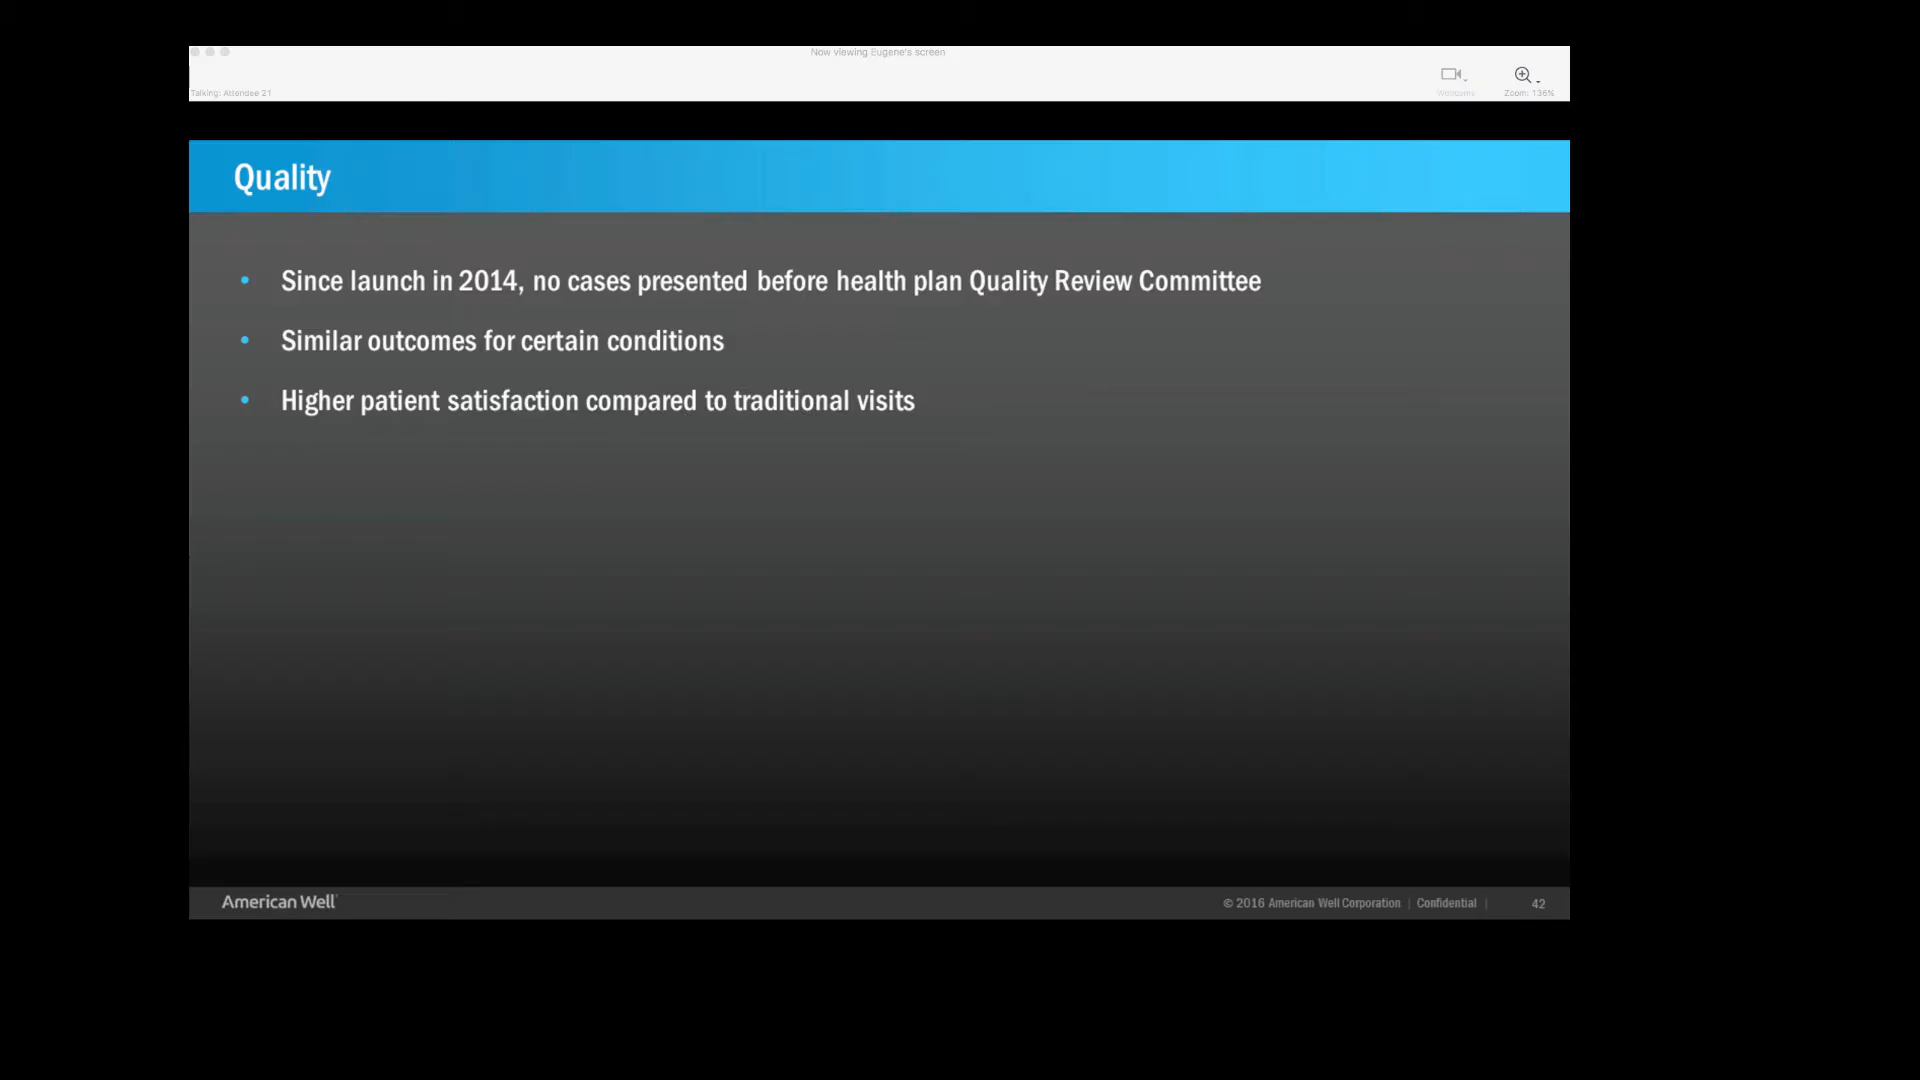 Now viewing Eugene's screen
Talking: Attendee 21
Webcams
Zoom: 136%
Quality
• Since launch in 2014, no cases presented before health plan Quality Review Committee
• Similar outcomes for certain conditions
• Higher patient satisfaction compared to traditional visits
American Well
© 2016 American Well Corporation | Confidential | 42